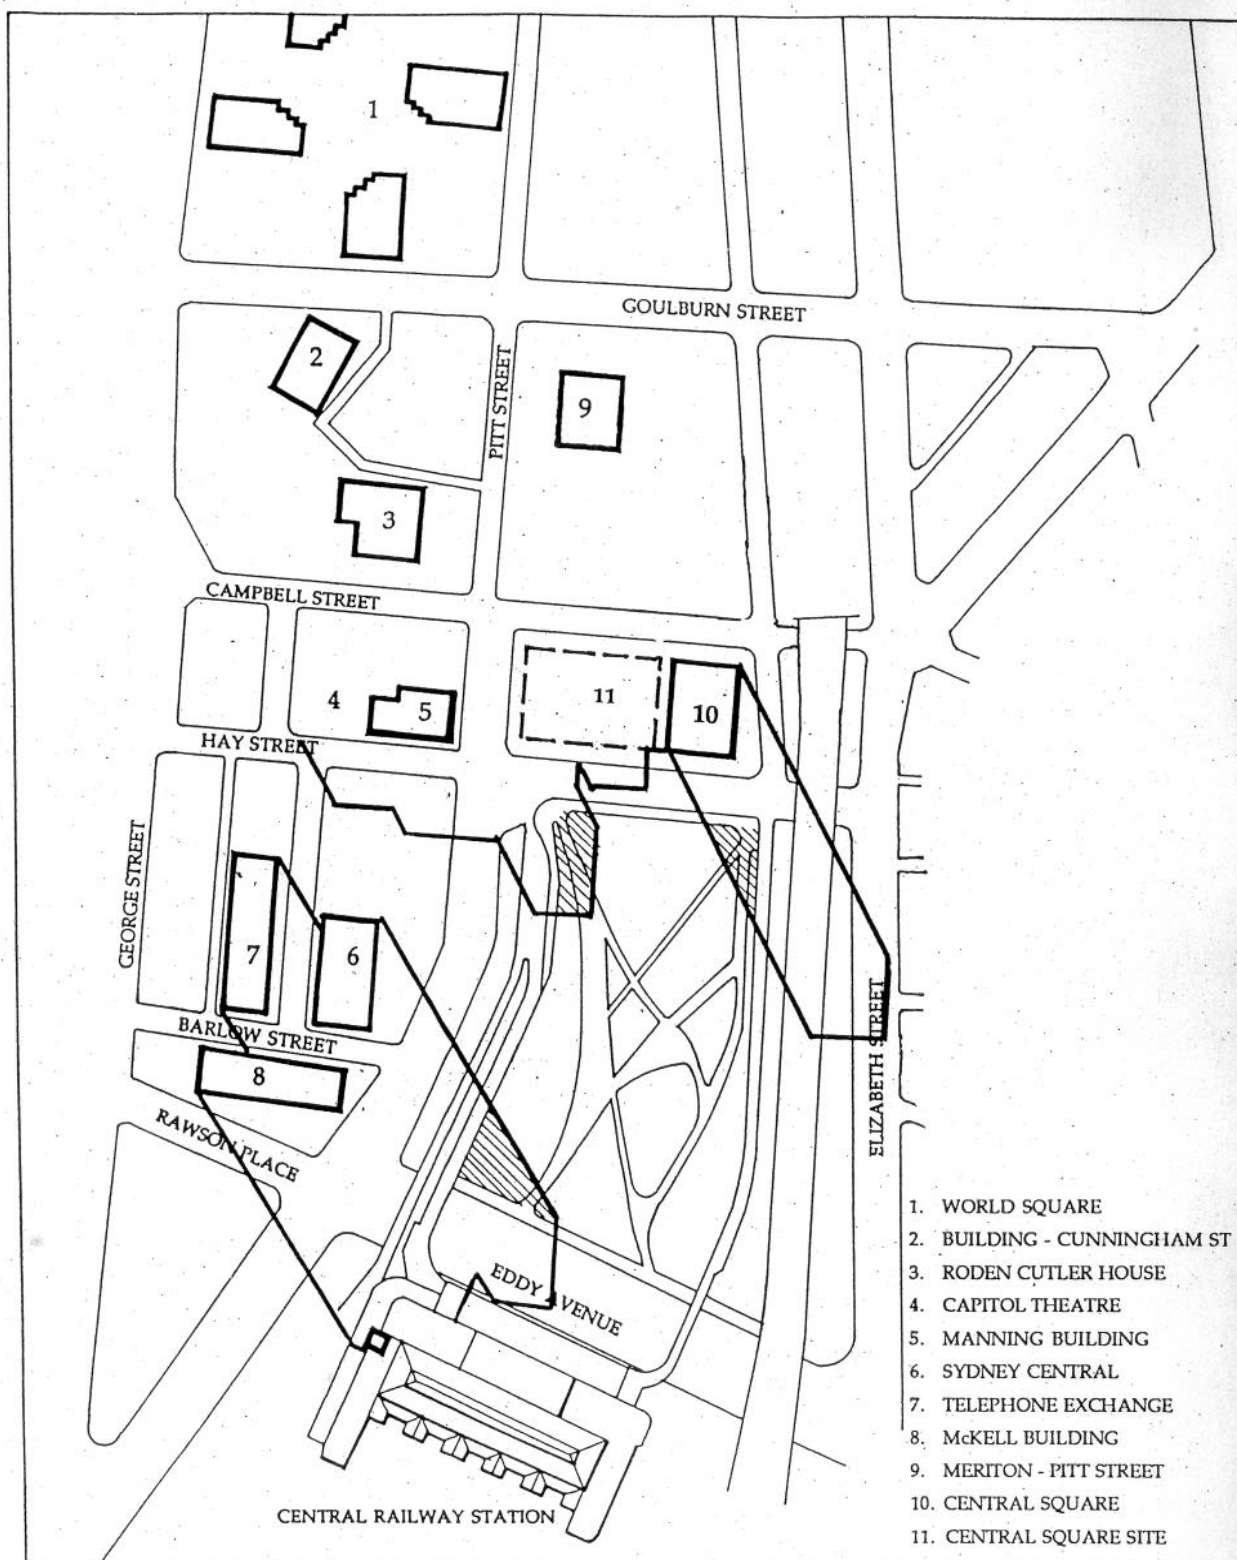 1
GOULBURN STREET
2
PITT STREET
9
3
CAMPBELL STREET
4
5
11
10
HAY STREET
GEORGE STREET
7
6
BARLOW STREET
8
RAWSON PLACE
ELIZABETH STREET
EDDY AVENUE
CENTRAL RAILWAY STATION
1. WORLD SQUARE
2. BUILDING - CUNNINGHAM ST
3. RODEN CUTLER HOUSE
4. CAPITOL THEATRE
5. MANNING BUILDING
6. SYDNEY CENTRAL
7. TELEPHONE EXCHANGE
8. McKELL BUILDING
9. MERITON - PITT STREET
10. CENTRAL SQUARE
11. CENTRAL SQUARE SITE